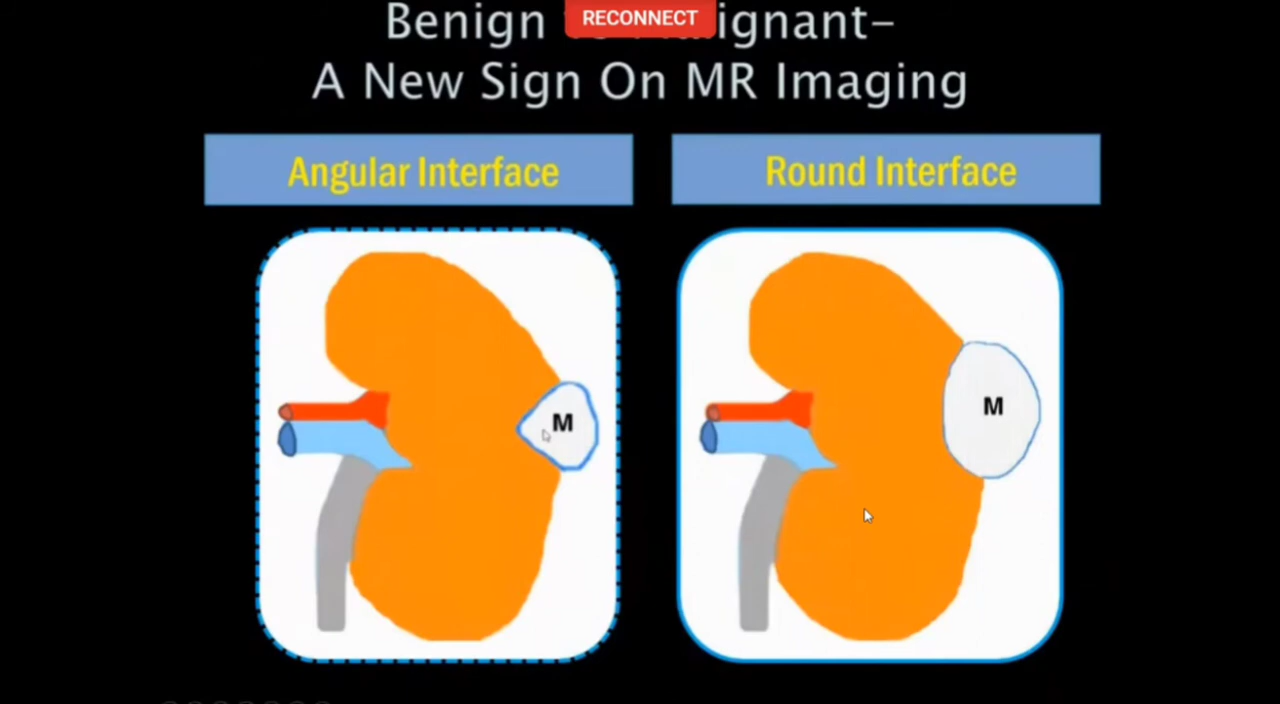 RECONNECT
Benign ignant-
A New Sign On MR Imaging
Angular Interface
Round Interface
M
M